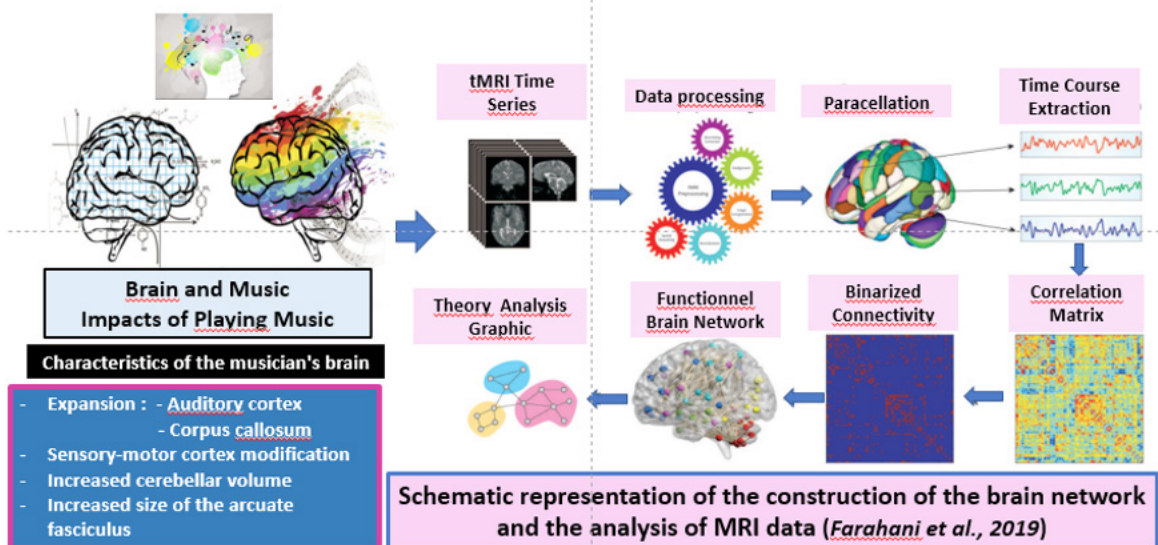 tMRI Time
Series
Data processing
Paracellation
Time Course
Extraction
Brain and Music
Impacts of Playing Music
Characteristics of the musician's brain
- Expansion : - Auditory cortex
- Corpus callosum
- Sensory-motor cortex modification
- Increased cerebellar volume
- Increased size of the arcuate
fasciculus
Theory Analysis
Graphic
Functionnel
Brain Network
Binarized
Connectivity
Correlation
Matrix
Schematic representation of the construction of the brain network
and the analysis of MRI data (Farahani et al., 2019)